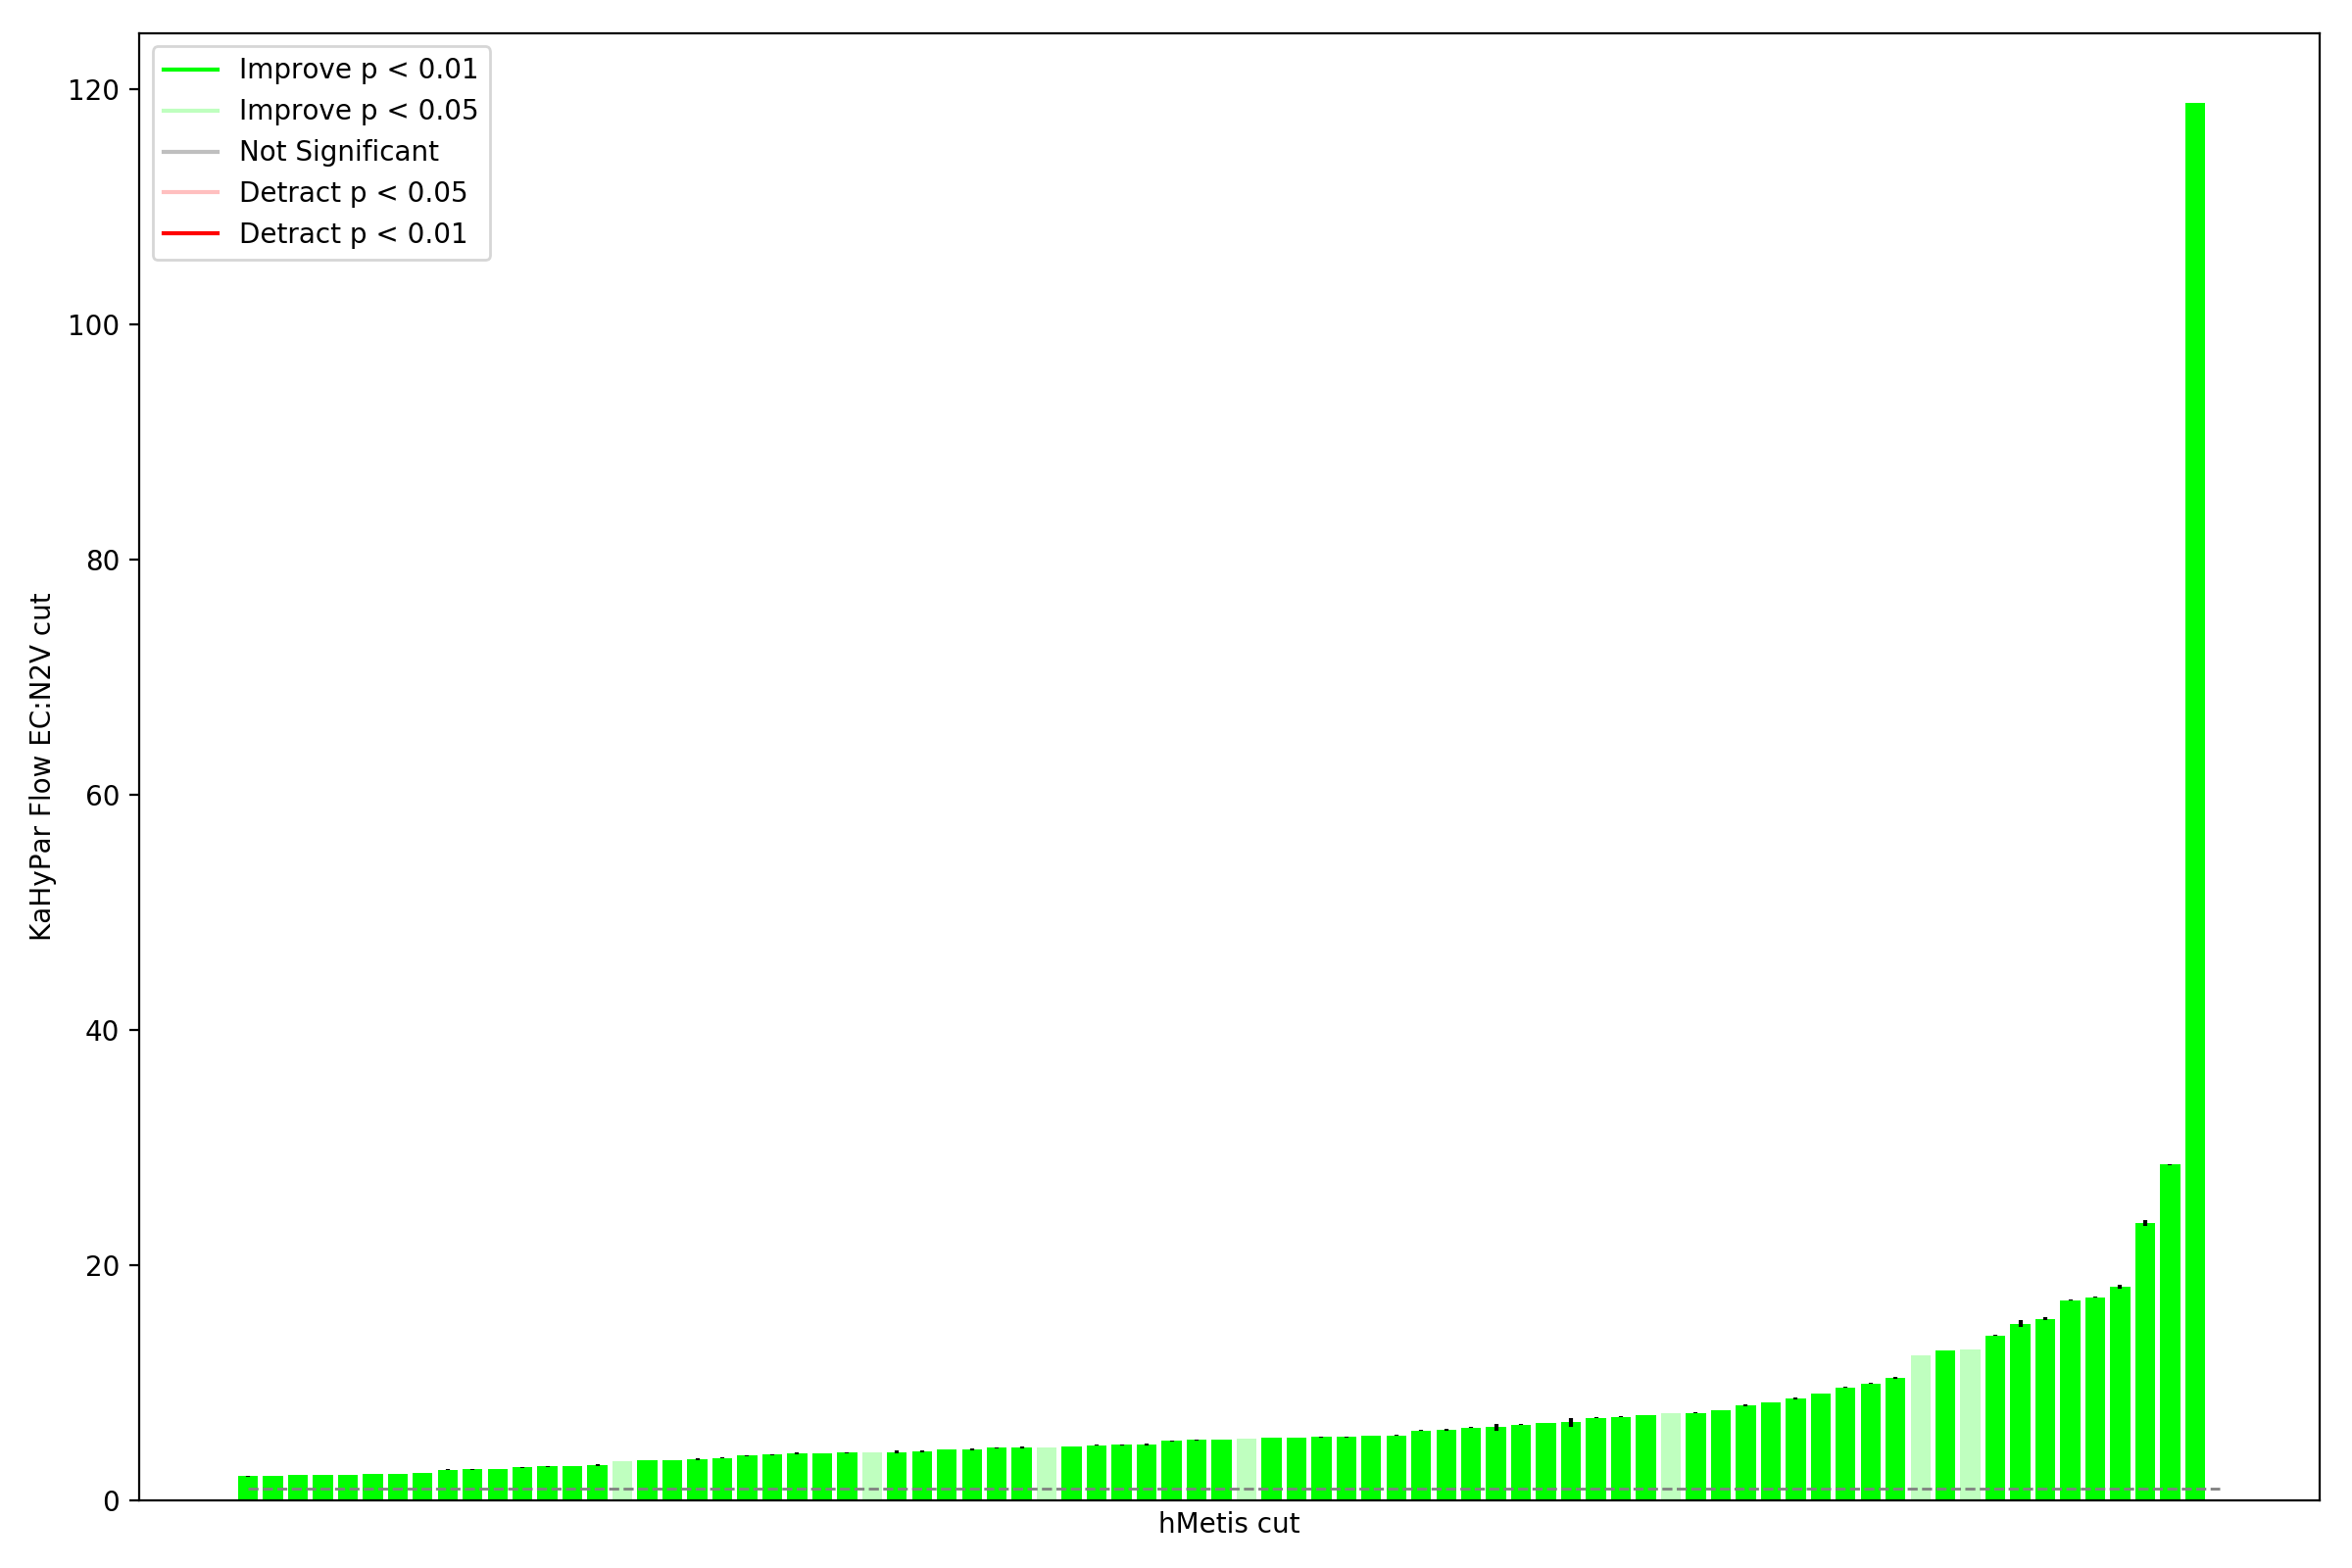 Improve p < 0.01
Improve p < 0.05
Not Significant
Detract p < 0.05
Detract p < 0.01
120
100
80
60
40
20
0
KaHyPar Flow EC:N2V cut
hMetis cut